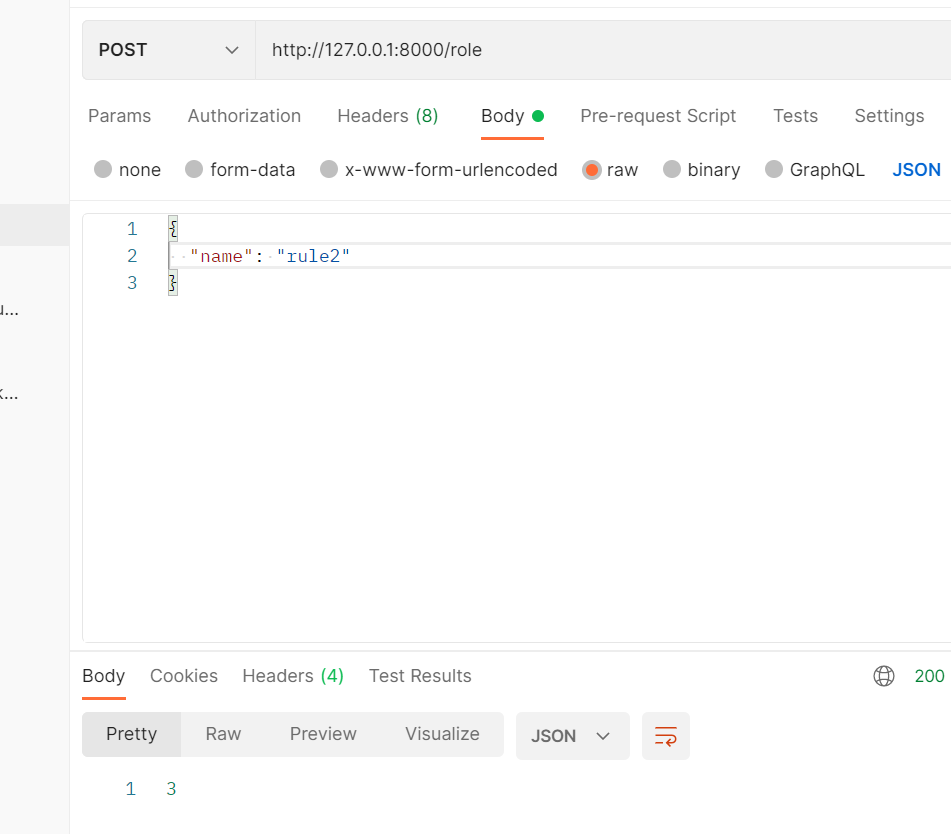 POST http://127.0.0.1:8000/role
Params Authorization Headers (8) Body Pre-request Script Tests Settings
none form-data x-www-form-urlencoded raw binary GraphQL JSON
1 {
2 "name": "rule2"
u...
3 }
k...
Body Cookies Headers (4) Test Results 200
Pretty Raw Preview Visualize JSON
1 3